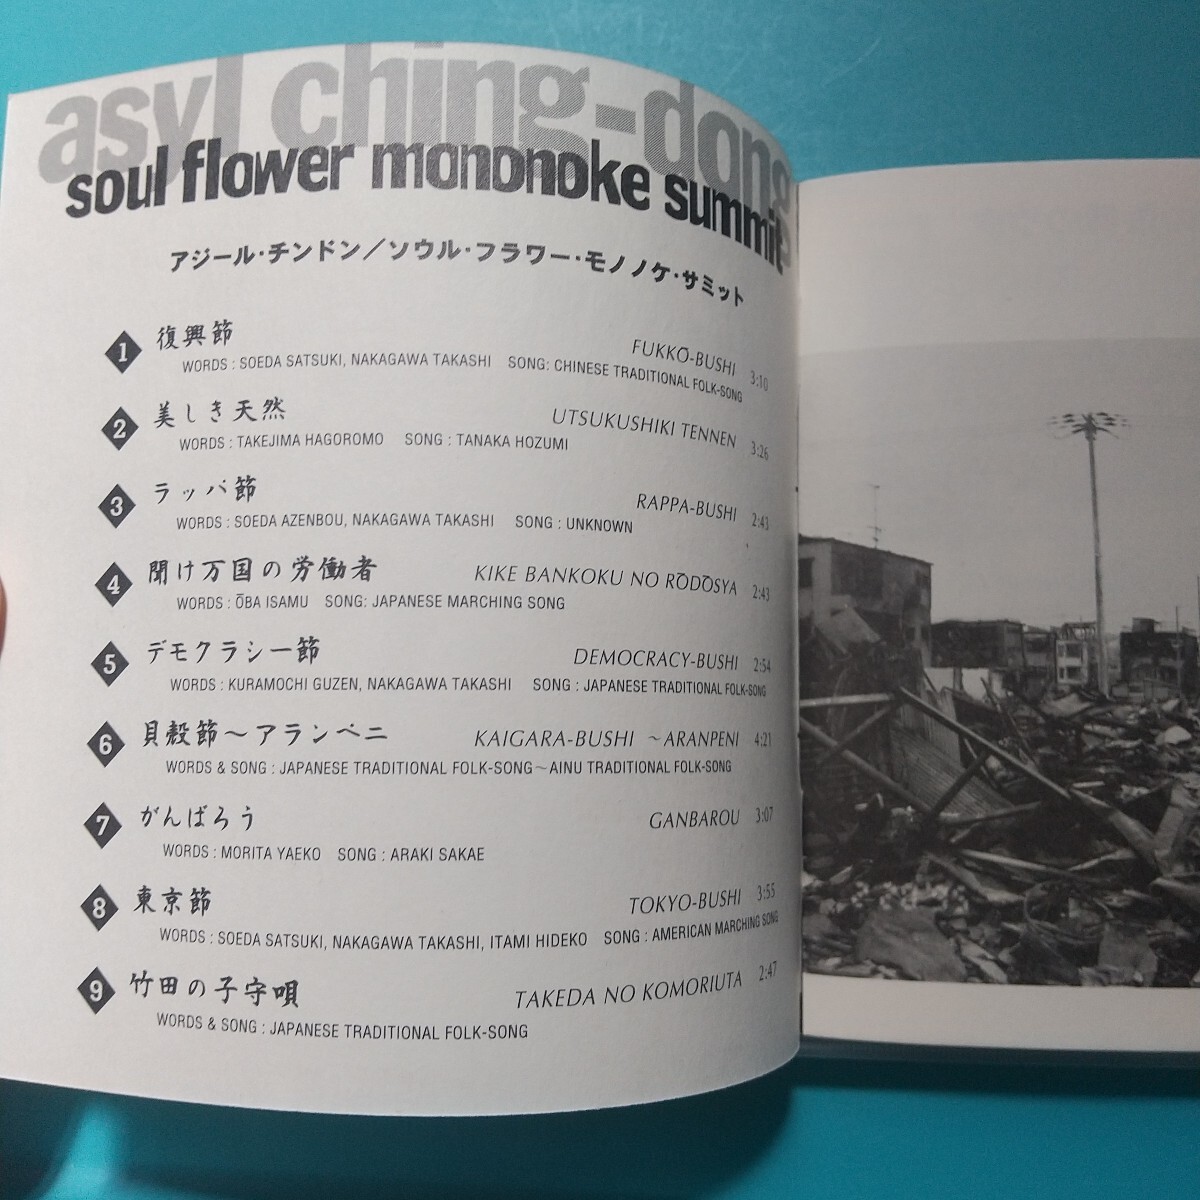 asyl ching-dong
soul flower mononoke summit
アジール・チンドン／ソウル・フラワー・モノノケ・サミット
1 復興節 FUKKŌ-BUSHI 3:10
WORDS : SOEDA SATSUKI, NAKAGAWA TAKASHI SONG: CHINESE TRADITIONAL FOLK-SONG
2 美しき天然 UTSUKUSHIKI TENNEN 3:26
WORDS : TAKEJIMA HAGOROMO SONG : TANAKA HOZUMI
3 ラッパ節 RAPPA-BUSHI 2:43
WORDS : SOEDA AZENBOU, NAKAGAWA TAKASHI SONG : UNKNOWN
4 聞け万国の労働者 KIKE BANKOKU NO RŌDŌSYA 2:43
WORDS : ŌBA ISAMU SONG: JAPANESE MARCHING SONG
5 デモクラシー節 DEMOCRACY-BUSHI 2:54
WORDS : KURAMOCHI GUZEN, NAKAGAWA TAKASHI SONG : JAPANESE TRADITIONAL FOLK-SONG
6 貝殻節〜アランペニ KAIGARA-BUSHI ~ARANPENI 4:21
WORDS & SONG : JAPANESE TRADITIONAL FOLK-SONG~AINU TRADITIONAL FOLK-SONG
7 がんばろう GANBAROU 3:07
WORDS : MORITA YAEKO SONG : ARAKI SAKAE
8 東京節 TOKYO-BUSHI 3:55
WORDS : SOEDA SATSUKI, NAKAGAWA TAKASHI, ITAMI HIDEKO SONG : AMERICAN MARCHING SONG
9 竹田の子守唄 TAKEDA NO KOMORIUTA 2:47
WORDS & SONG : JAPANESE TRADITIONAL FOLK-SONG